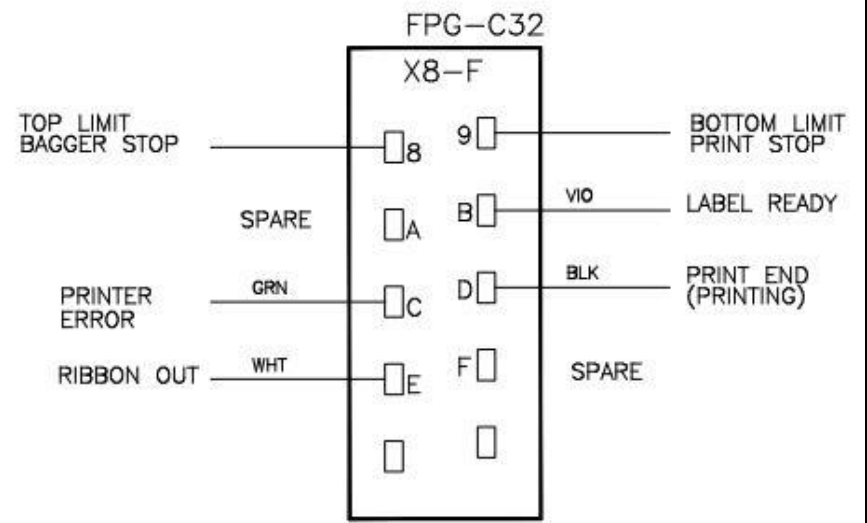 FPG-C32
X8-F
TOP LIMIT
BAGGER STOP
8
9
BOTTOM LIMIT
PRINT STOP
SPARE
A
B
VIO
LABEL READY
PRINTER
ERROR
GRN
C
D
BLK
PRINT END
(PRINTING)
RIBBON OUT
WHT
E
F
SPARE